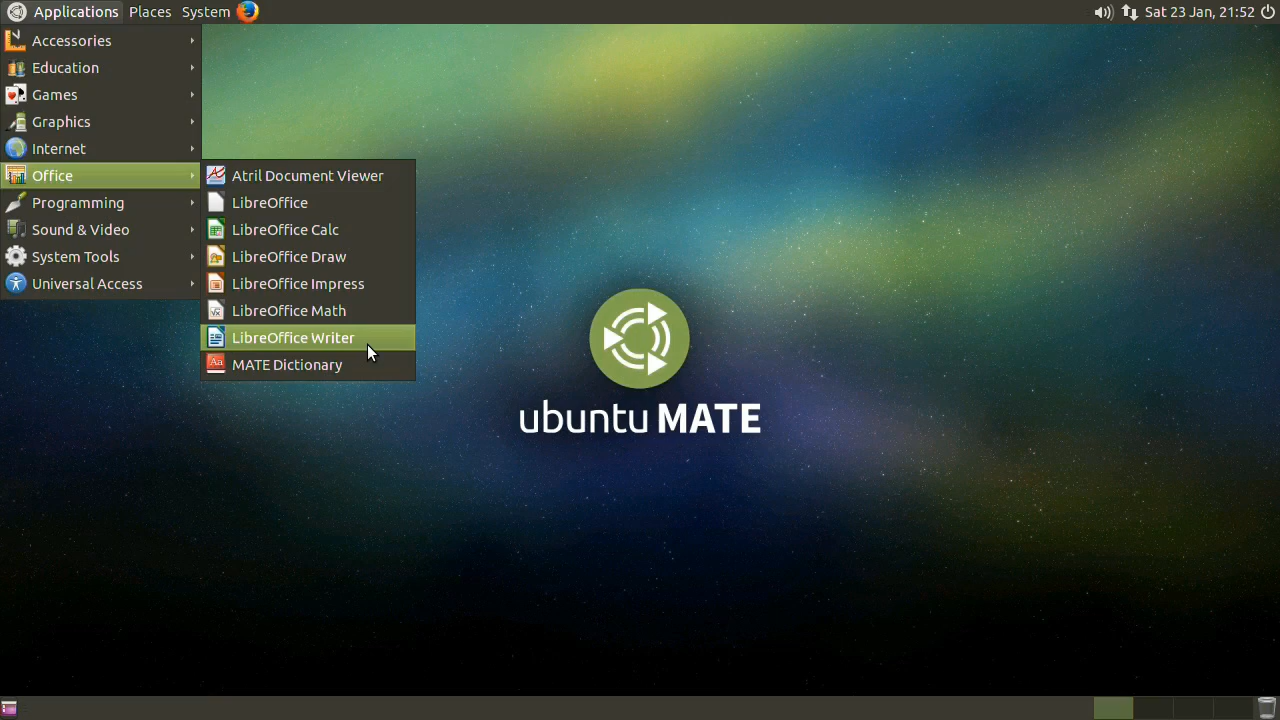 Applications Places System Sat 23 Jan, 21:52
Accessories
Education
Games
Graphics
Internet
Office
Programming
Sound & Video
System Tools
Universal Access
Atril Document Viewer
LibreOffice
LibreOffice Calc
LibreOffice Draw
LibreOffice Impress
LibreOffice Math
LibreOffice Writer
MATE Dictionary
ubuntu MATE